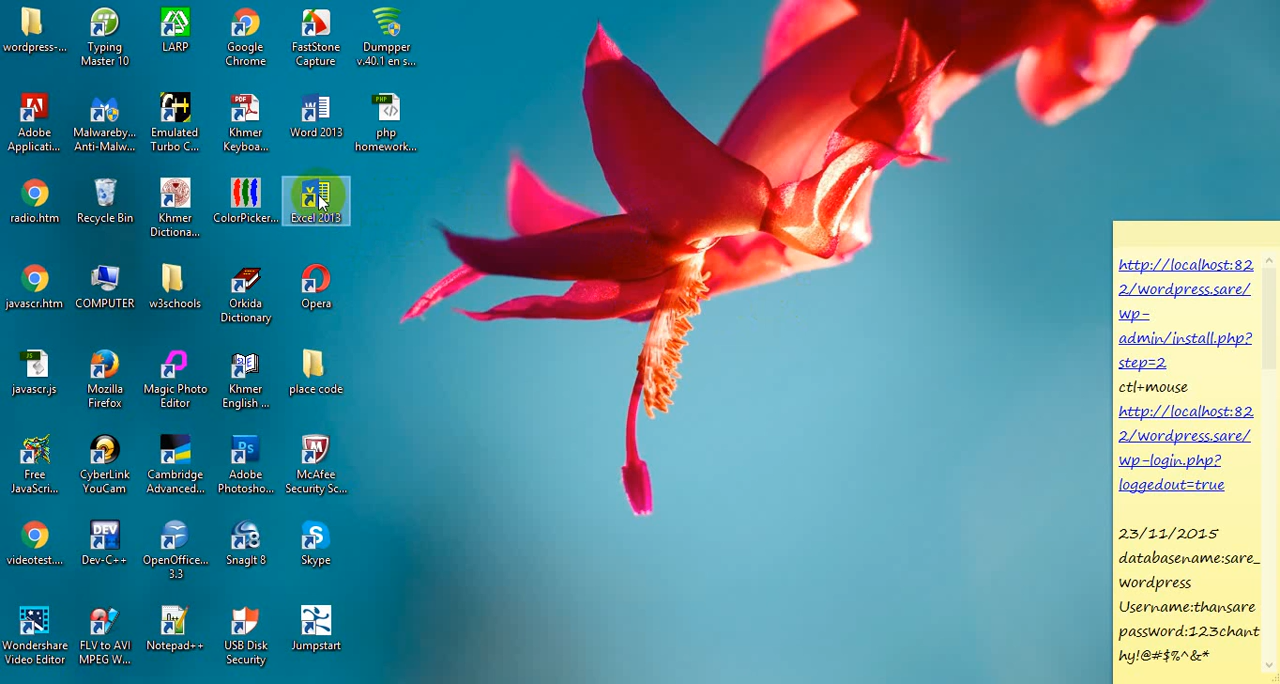 wordpress-...
Typing
Master 10
LARP
Google
Chrome
FastStone
Capture
Dumpper
v.40.1 en s...
Adobe
Applicati...
Malwareby...
Anti-Malw...
Emulated
Turbo C...
Khmer
Keyboa...
Word 2013
php
homework...
radio.htm
Recycle Bin
Khmer
Dictiona...
ColorPicker...
Excel 2013
javascr.htm
COMPUTER
w3schools
Orkida
Dictionary
Opera
javascr.js
Mozilla
Firefox
Magic Photo
Editor
Khmer
English ...
place code
Free
JavaScri...
CyberLink
YouCam
Cambridge
Advanced...
Adobe
Photosho...
McAfee
Security Sc...
videotest....
Dev-C++
OpenOffice...
3.3
SnagIt 8
Skype
Wondershare
Video Editor
FLV to AVI
MPEG W...
Notepad++
USB Disk
Security
Jumpstart
http://localhost:82
2/wordpress.sare/
wp-
admin/install.php?
step=2
ctl+mouse
http://localhost:82
2/wordpress.sare/
wp-login.php?
loggedout=true
23/11/2015
databasename:sare_
wordpress
Username:thansare
password:123chant
hy!@#$%^&*